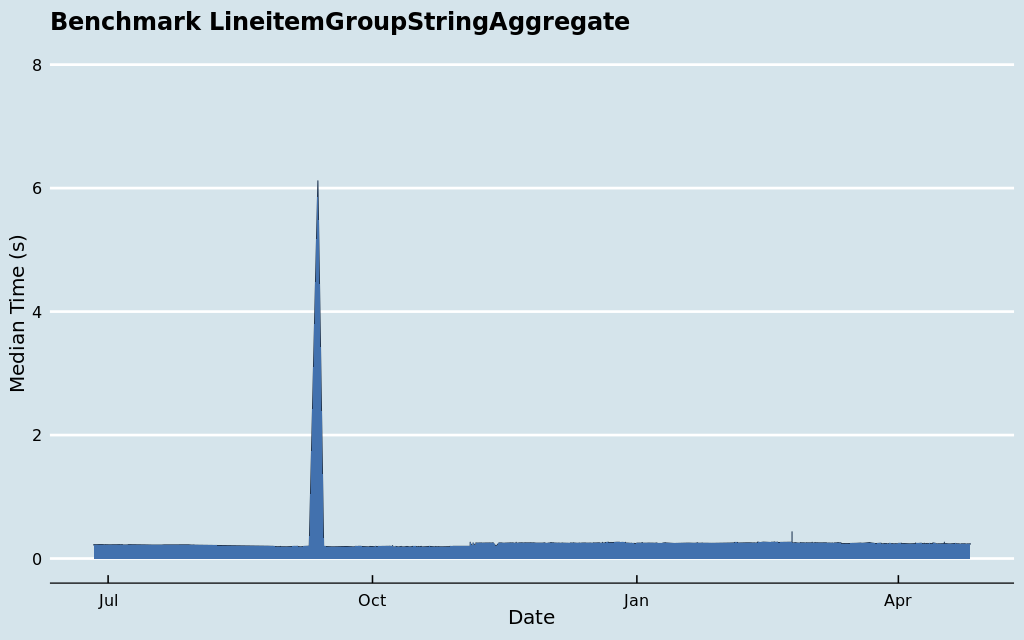 Benchmark LineitemGroupStringAggregate
8
6
4
2
0
Median Time (s)
Jul
Oct
Jan
Apr
Date